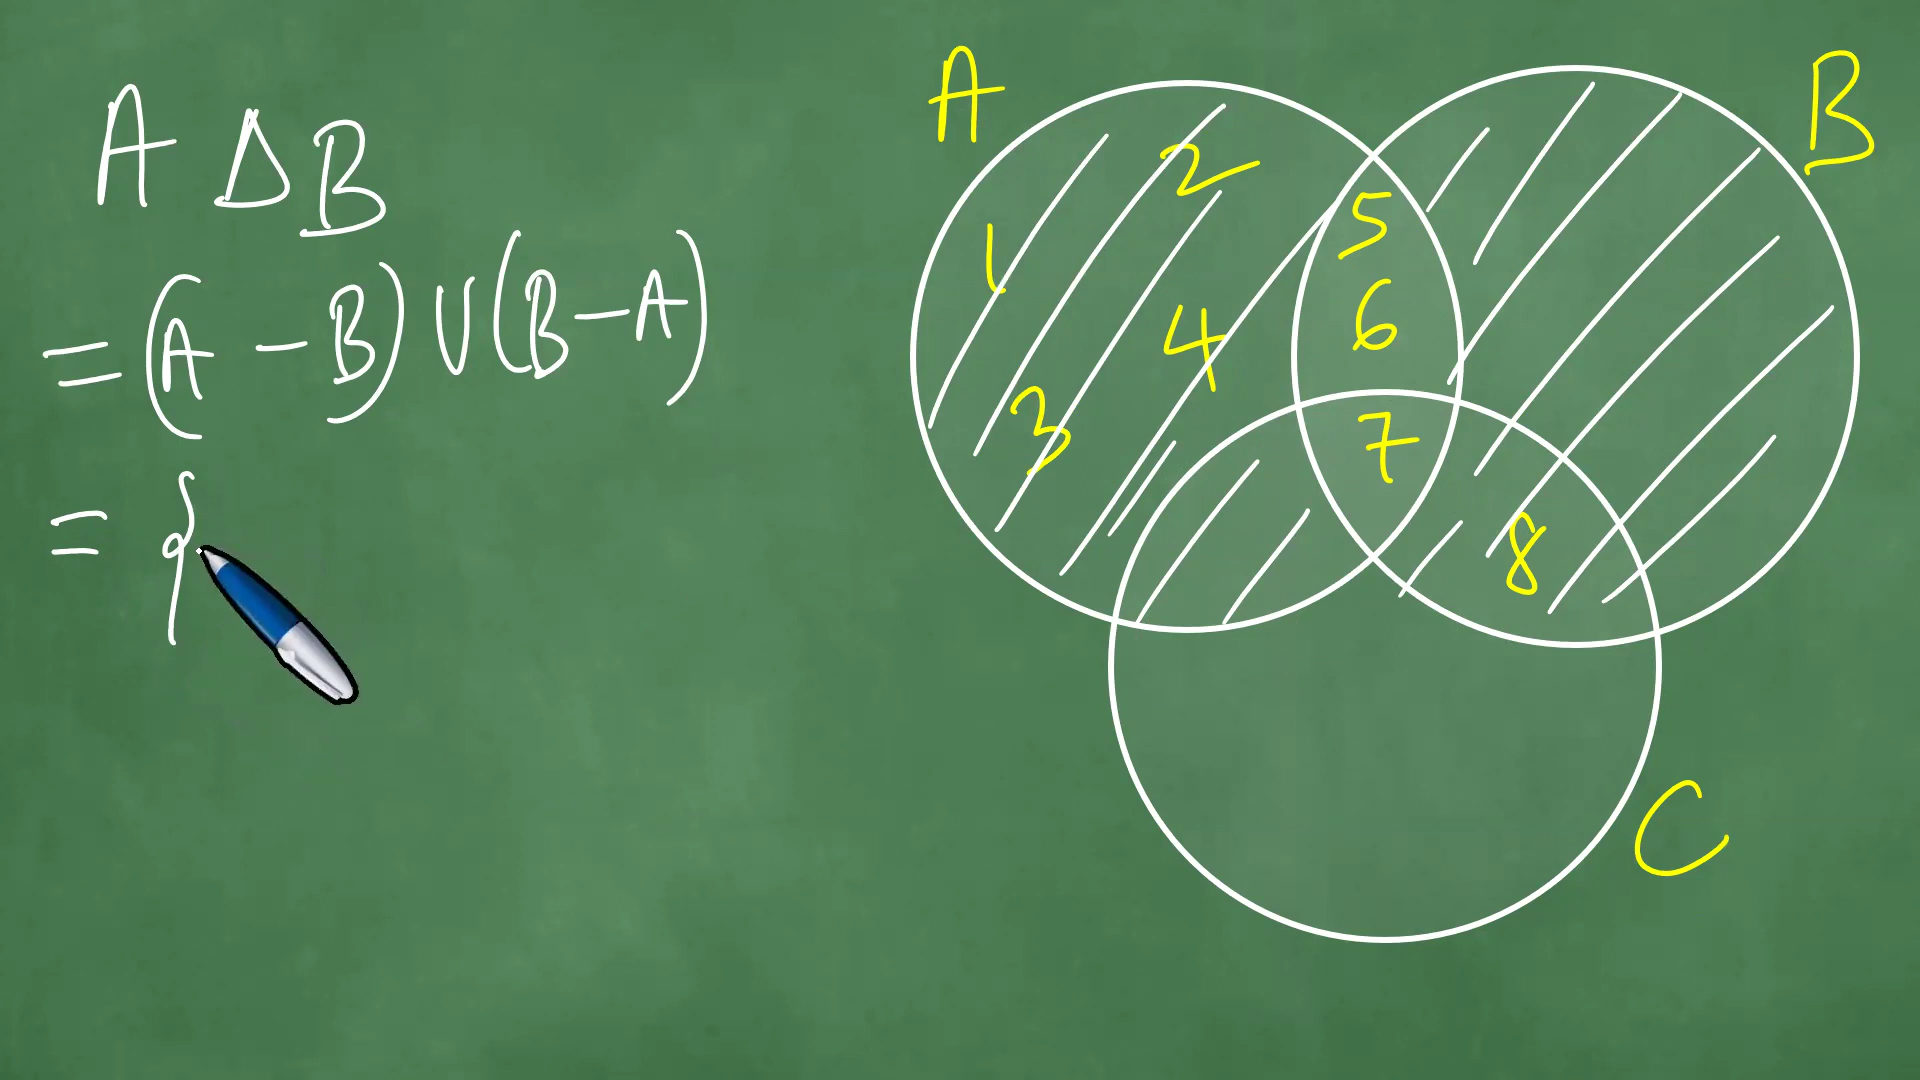 A Δ B
= (A - B) ∪ (B - A)
= {
A
B
1
2
3
4
5
6
7
8
C